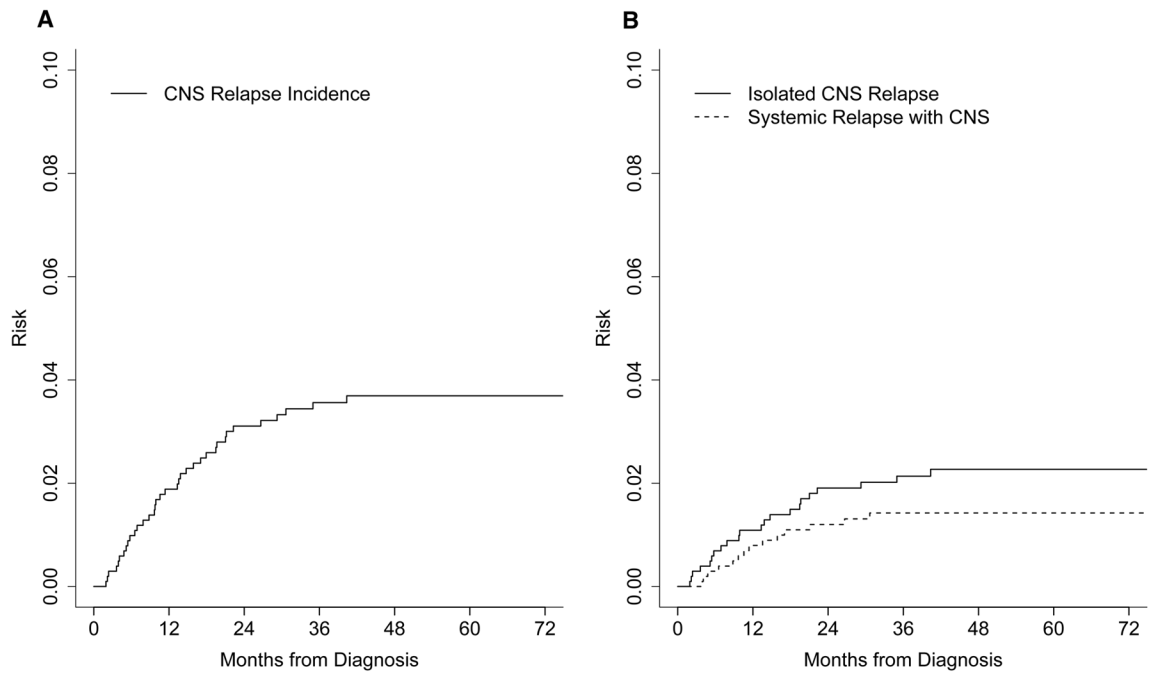 A
CNS Relapse Incidence
0.10
0.08
0.06
0.04
0.02
0.00
Risk
0 12 24 36 48 60 72
Months from Diagnosis
B
Isolated CNS Relapse
Systemic Relapse with CNS
0.10
0.08
0.06
0.04
0.02
0.00
Risk
0 12 24 36 48 60 72
Months from Diagnosis